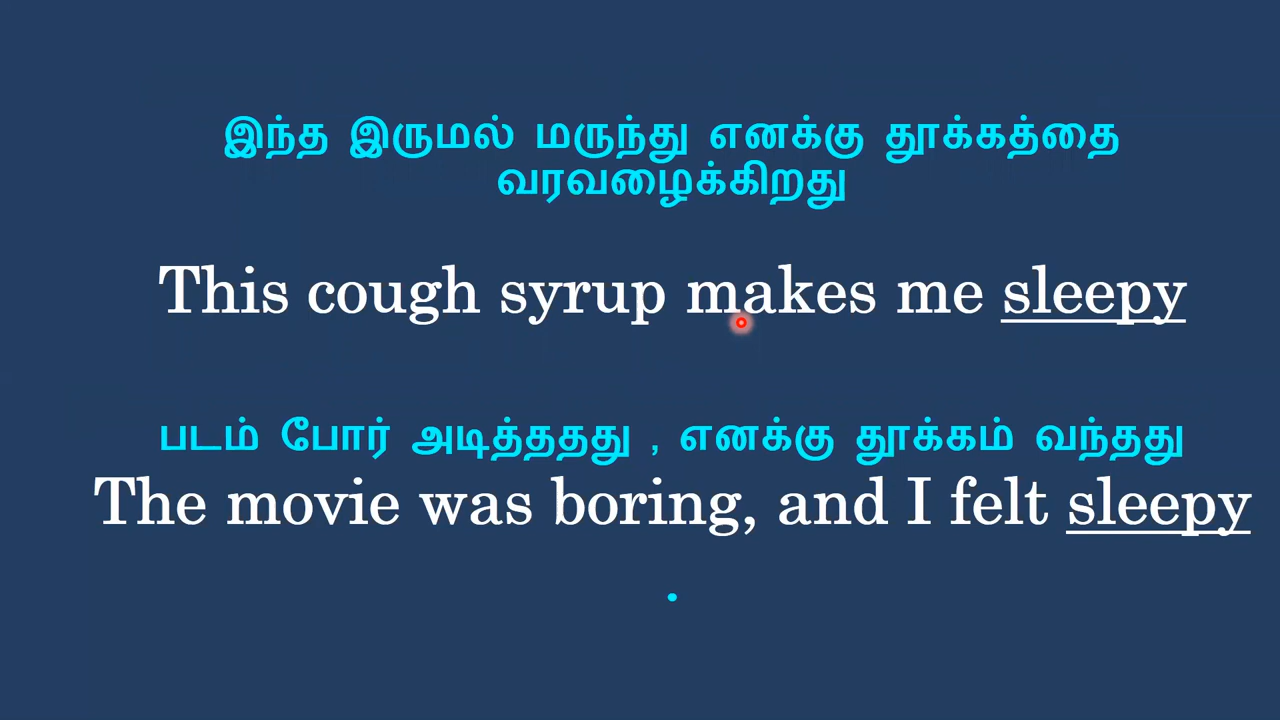 இந்த இருமல் மருந்து எனக்கு தூக்கத்தை
வரவழைக்கிறது
This cough syrup makes me sleepy
படம் போர் அடித்ததது , எனக்கு தூக்கம் வந்தது
The movie was boring, and I felt sleepy
.